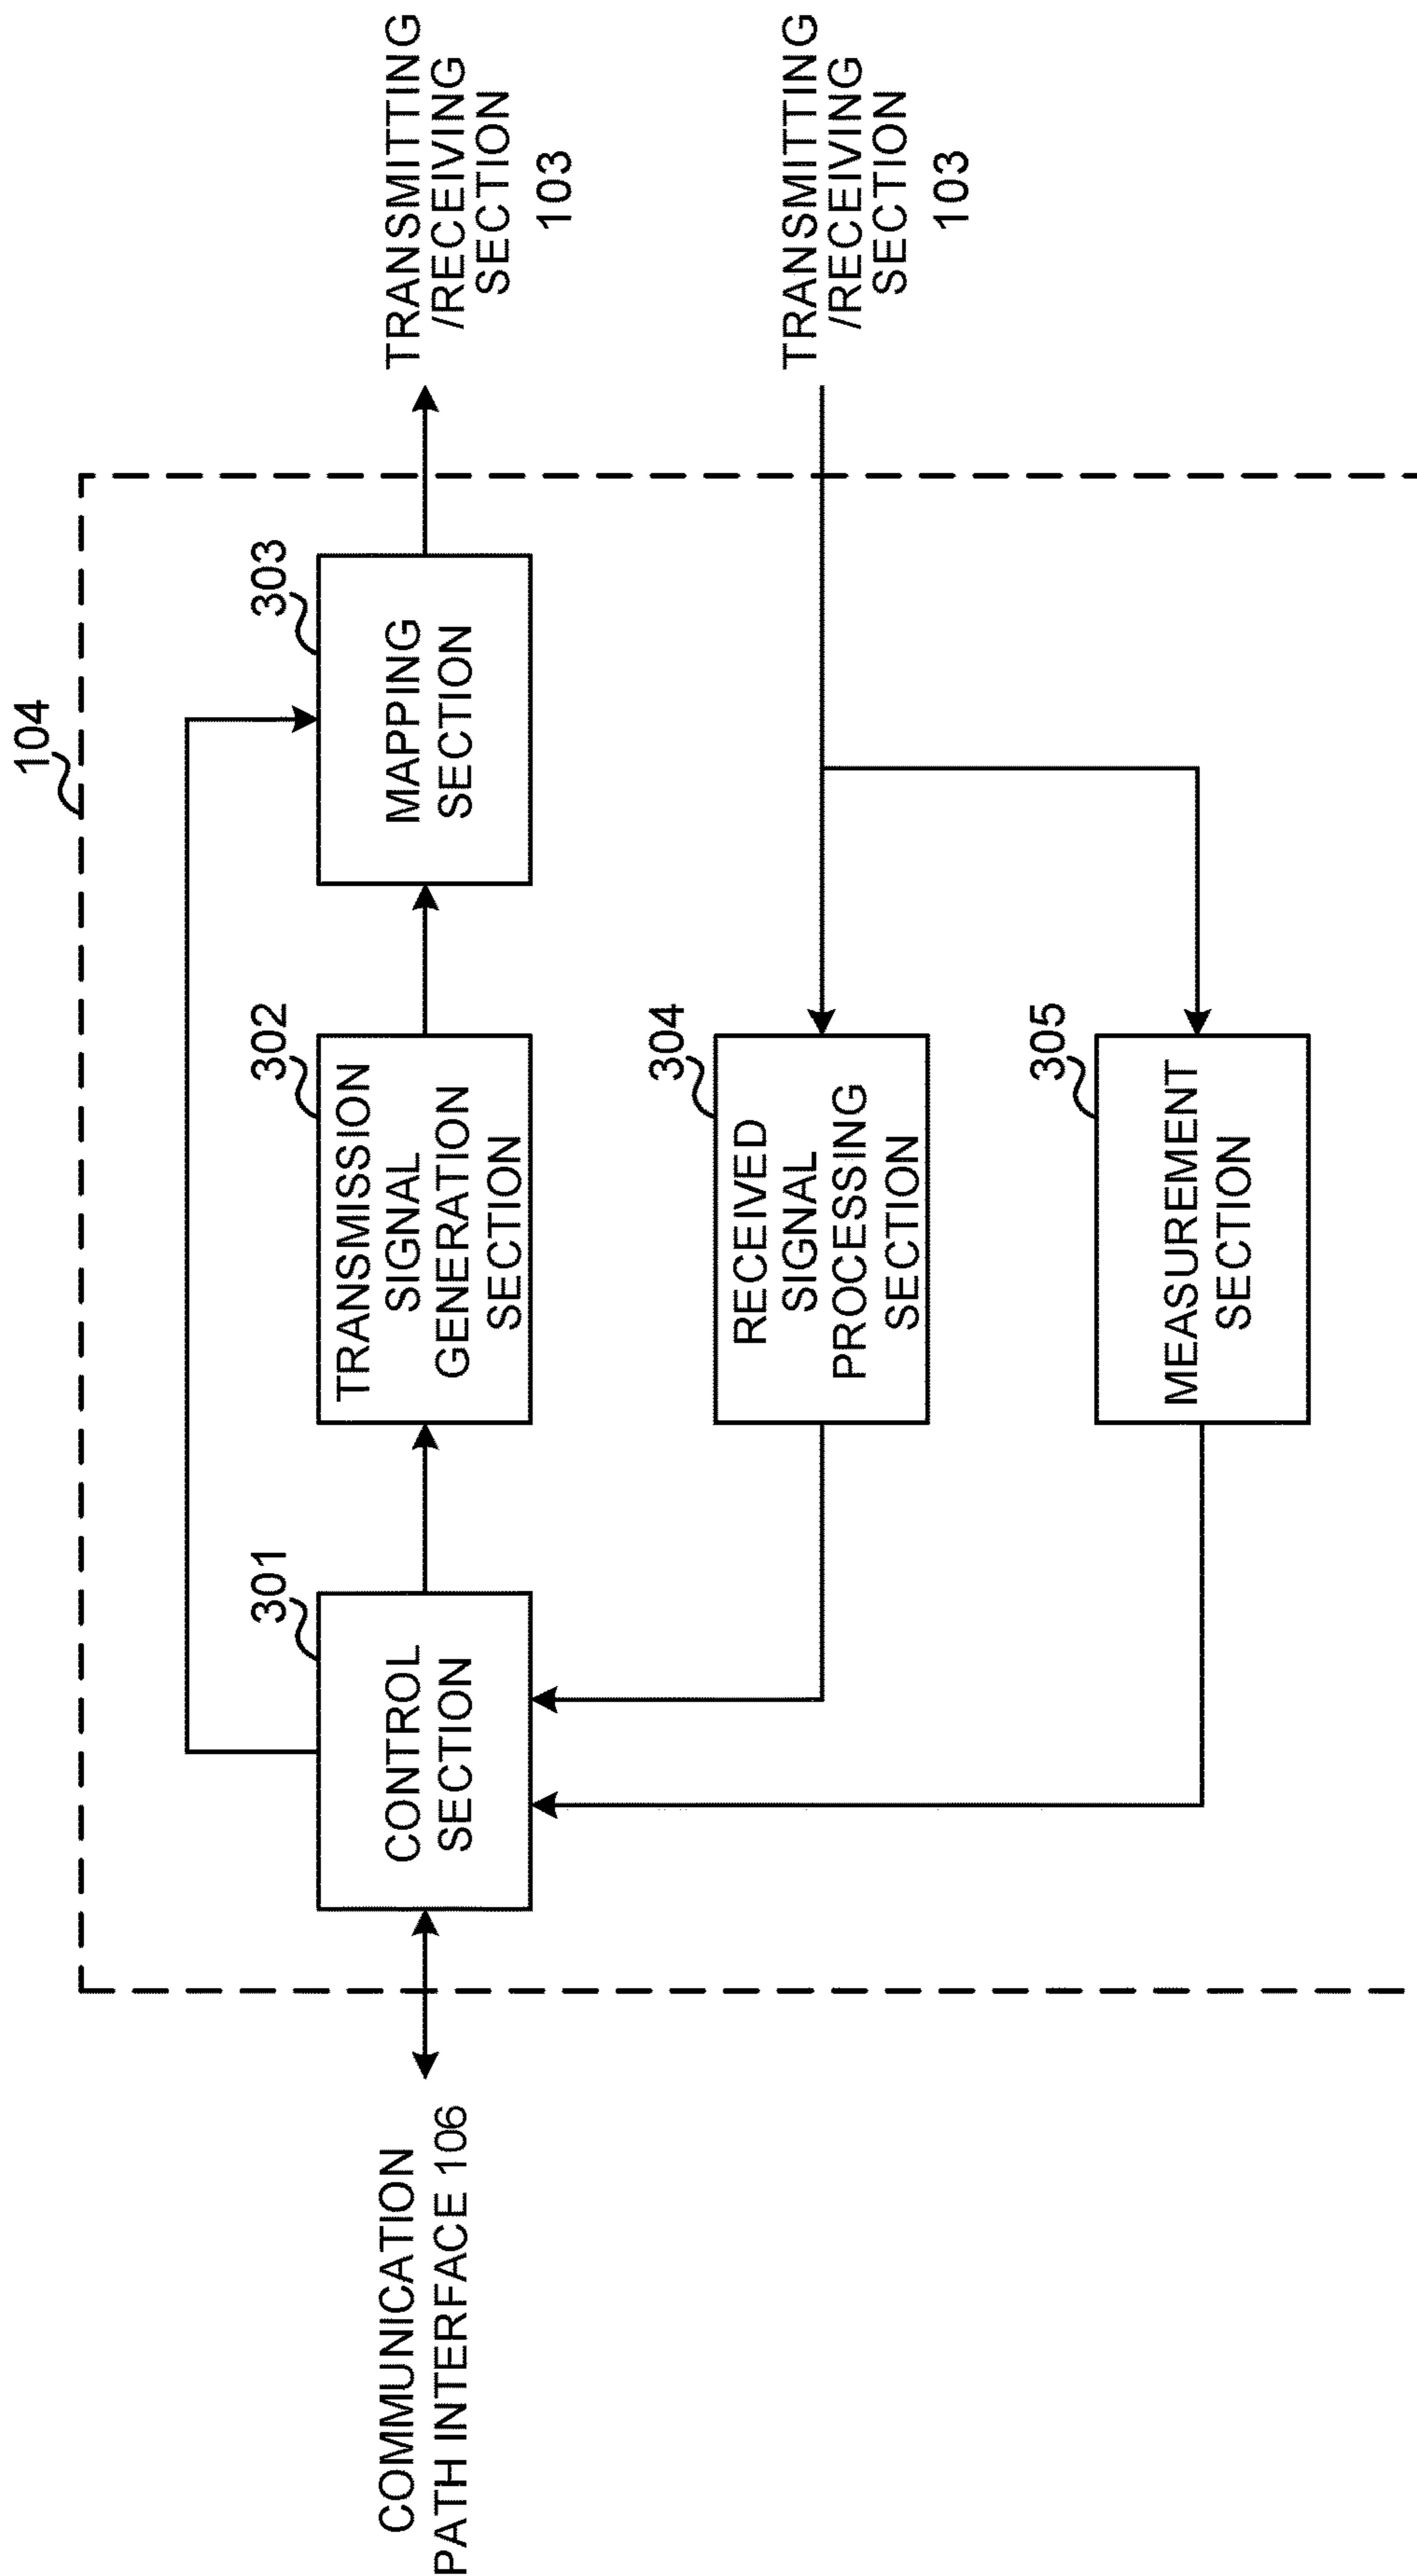 104
301
302
303
COMMUNICATION
PATH INTERFACE 106
CONTROL
SECTION
TRANSMISSION
SIGNAL
GENERATION
SECTION
MAPPING
SECTION
TRANSMITTING
/RECEIVING
SECTION
103
304
RECEIVED
SIGNAL
PROCESSING
SECTION
TRANSMITTING
/RECEIVING
SECTION
103
305
MEASUREMENT
SECTION